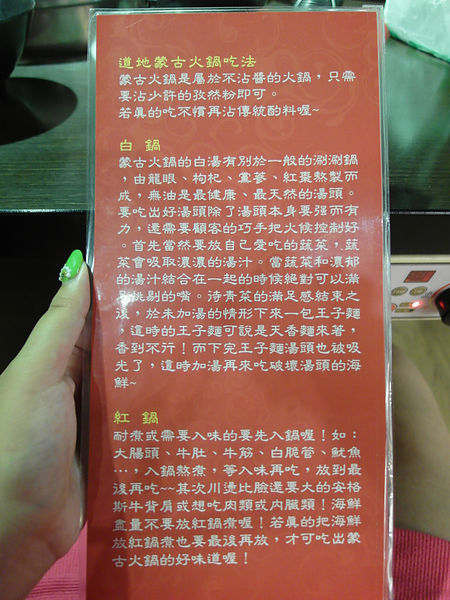 道地蒙古火鍋吃法
蒙古火鍋是屬於不沾醬的火鍋，只需
要沾少許的孜然粉即可。
若真的吃不慣再沾傳統酌料喔~
白 鍋
蒙古火鍋的白湯有別於一般的涮涮鍋
，由龍眼、枸杞、黨蔘、紅棗熬製而
成，無油是最健康、最天然的湯頭。
要吃出好湯頭除了湯頭本身要強而有
力，還需要顧客的巧手把火候控制好
。首先當然要放自已愛吃的蔬菜，蔬
菜會吸取濃濃的湯汁。當蔬菜和濃郁
的湯汁結合在一起的時候絕對可以滿
挑剔的嘴。待青菜的滿足感結束之
後，於未加湯的情形下來一包王子麵
，這時的王子麵可說是天香麵來著，
香到不行！而下完王子麵湯頭也被吸
光了，這時加湯再來吃破壞湯頭的海
鮮~
紅 鍋
耐煮或需要入味的要先入鍋喔！如：
大腸頭、牛肚、牛筋、白脆管、魷魚
…，入鍋熬煮，等入味再吃，放到最
後再吃~~其次川燙比臉還要大的安格
斯牛背肩或想吃肉類或內臟類！海鮮
盡量不要放紅鍋煮喔！若真的把海鮮
放紅鍋煮也要最後再放，才可吃出蒙
古火鍋的好味道喔！